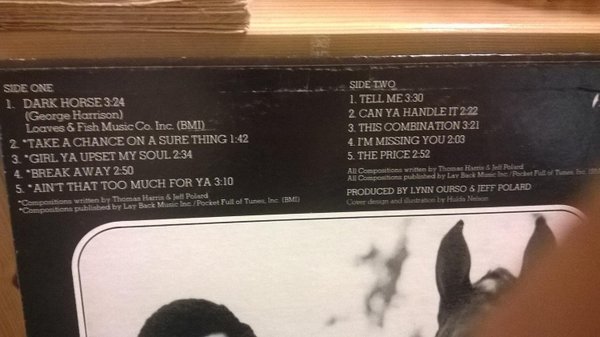 SIDE ONE
1. DARK HORSE 3:24
(George Harrison)
Loaves & Fish Music Co. Inc. (BMI)
2. *TAKE A CHANCE ON A SURE THING 1:42
3. *GIRL YA UPSET MY SOUL 2:34
4. *BREAK AWAY 2:50
5. *AIN'T THAT TOO MUCH FOR YA 3:10
*Compositions written by Thomas Harris & Jeff Polard
*Compositions published by Lay Back Music Inc./Pocket Full of Tunes, Inc. (BMI)
SIDE TWO
1. TELL ME 3:30
2. CAN YA HANDLE IT 2:22
3. THIS COMBINATION 3:21
4. I'M MISSING YOU 2:03
5. THE PRICE 2:52
All Compositions written by Thomas Harris & Jeff Polard
All Compositions published by Lay Back Music Inc./Pocket Full of Tunes, Inc.
PRODUCED BY LYNN OURSO & JEFF POLARD
Cover design and illustration by Hulda Nelson